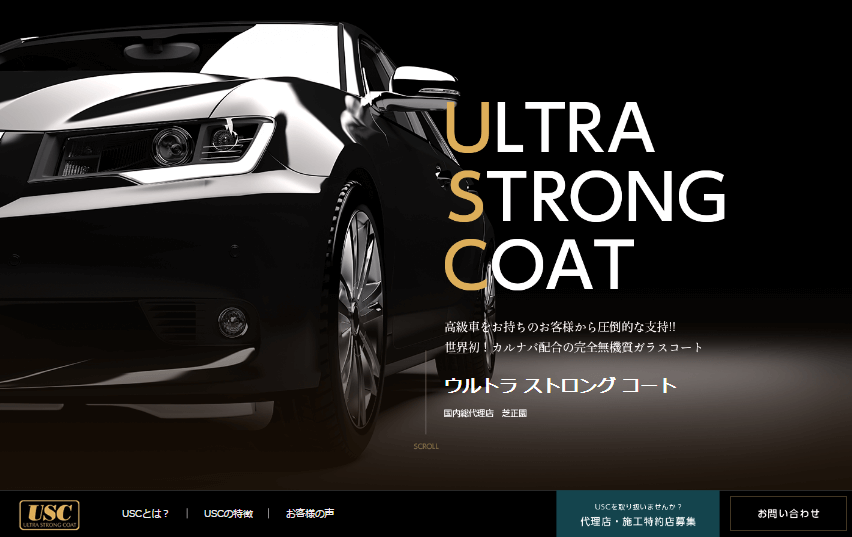 ULTRA
STRONG
COAT
高級車をお持ちのお客様から圧倒的な支持!!
世界初！カルナバ配合の完全無機質ガラスコート
ウルトラ ストロング コート
国内総代理店　芝正園
SCROLL
USC
ULTRA STRONG COAT
USCとは？ | USCの特徴 | お客様の声
USCを取り扱いませんか？
代理店・施工特約店募集
お問い合わせ